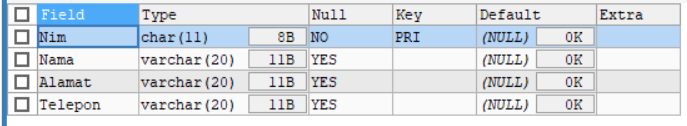 Field Type Null Key Default Extra
Nim char(11) 8B NO PRI (NULL) 0K
Nama varchar(20) 11B YES (NULL) 0K
Alamat varchar(20) 11B YES (NULL) 0K
Telepon varchar(20) 11B YES (NULL) 0K